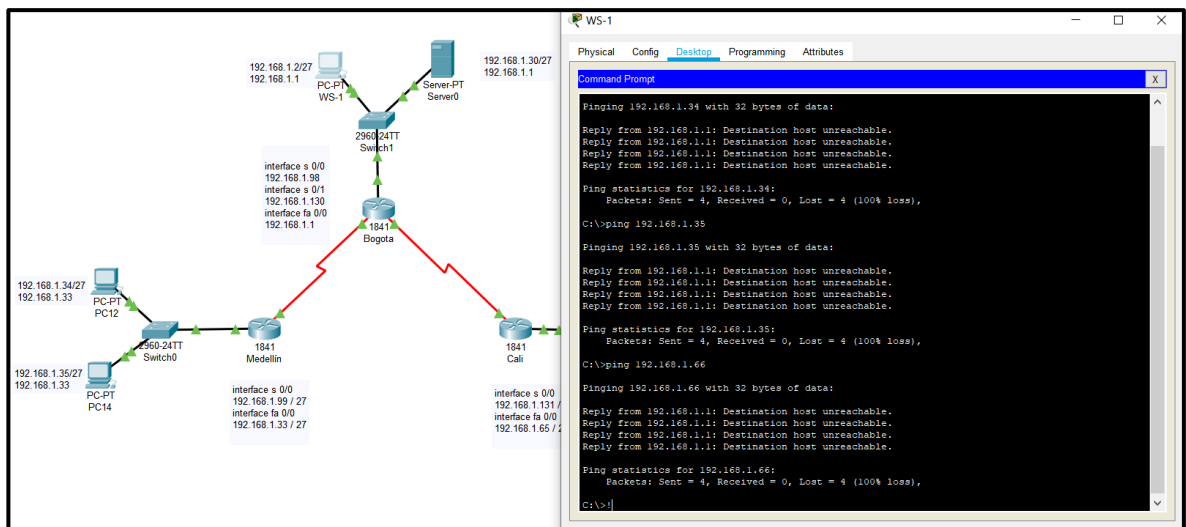 192.168.1.2/27
192.168.1.1
PC-PT
WS-1
192.168.1.30/27
192.168.1.1
Server-PT
Server0
2960-24TT
Switch1
interface s 0/0
192.168.1.98
interface s 0/1
192.168.1.130
interface fa 0/0
192.168.1.1
1841
Bogota
192.168.1.34/27
192.168.1.33
PC-PT
PC12
2960-24TT
Switch0
192.168.1.35/27
192.168.1.33
PC-PT
PC14
1841
Medellín
interface s 0/0
192.168.1.99 / 27
interface fa 0/0
192.168.1.33 / 27
1841
Cali
interface s 0/0
192.168.1.131 /
interface fa 0/0
192.168.1.65 / 2
WS-1
Physical Config Desktop Programming Attributes
Command Prompt X
Pinging 192.168.1.34 with 32 bytes of data:
Reply from 192.168.1.1: Destination host unreachable.
Reply from 192.168.1.1: Destination host unreachable.
Reply from 192.168.1.1: Destination host unreachable.
Reply from 192.168.1.1: Destination host unreachable.
Ping statistics for 192.168.1.34:
Packets: Sent = 4, Received = 0, Lost = 4 (100% loss),
C:\>ping 192.168.1.35
Pinging 192.168.1.35 with 32 bytes of data:
Reply from 192.168.1.1: Destination host unreachable.
Reply from 192.168.1.1: Destination host unreachable.
Reply from 192.168.1.1: Destination host unreachable.
Reply from 192.168.1.1: Destination host unreachable.
Ping statistics for 192.168.1.35:
Packets: Sent = 4, Received = 0, Lost = 4 (100% loss),
C:\>ping 192.168.1.66
Pinging 192.168.1.66 with 32 bytes of data:
Reply from 192.168.1.1: Destination host unreachable.
Reply from 192.168.1.1: Destination host unreachable.
Reply from 192.168.1.1: Destination host unreachable.
Reply from 192.168.1.1: Destination host unreachable.
Ping statistics for 192.168.1.66:
Packets: Sent = 4, Received = 0, Lost = 4 (100% loss),
C:\>!